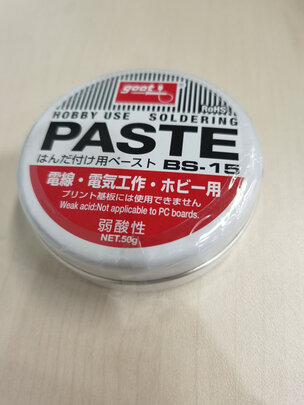 goot
RoHS
HOBBY USE SOLDERING
PASTE
はんだ付け用ペースト BS-15
電線・電気工作・ホビー用
プリント基板には使用できません
Weak acid:Not applicable to PC boards.
弱酸性
NET.50g